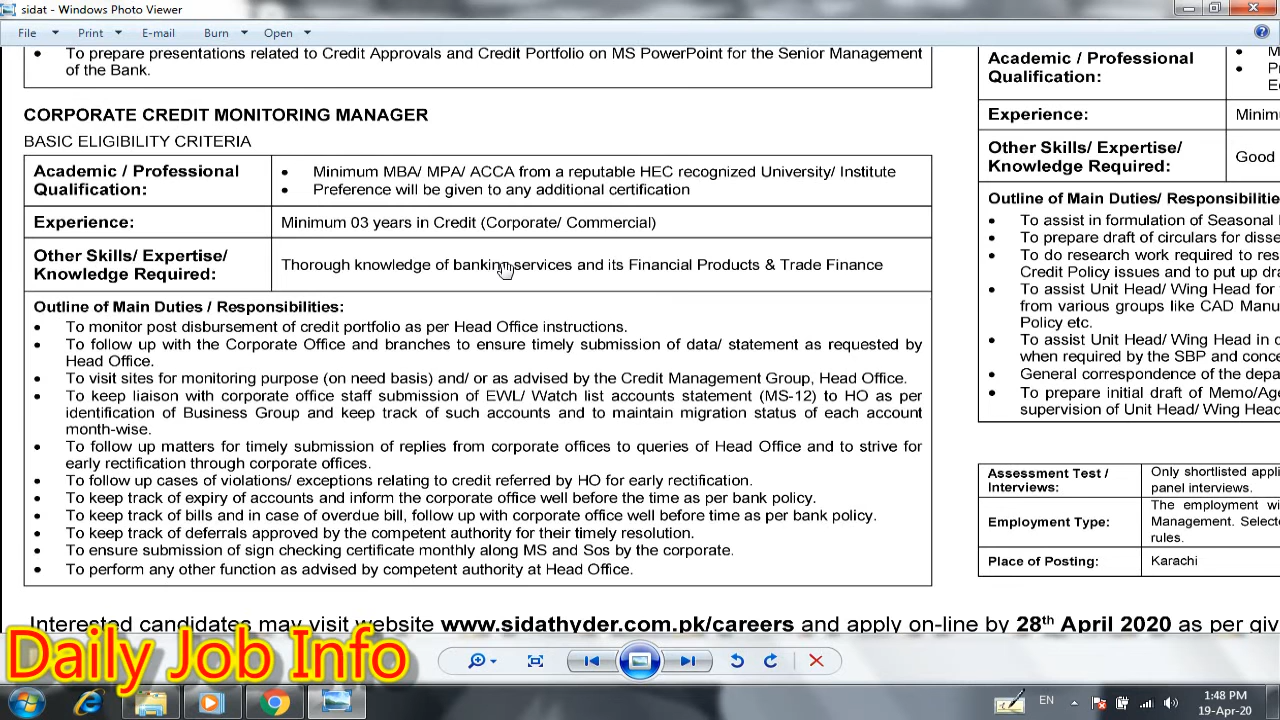 sidat - Windows Photo Viewer
File Print E-mail Burn Open
• To prepare presentations related to Credit Approvals and Credit Portfolio on MS PowerPoint for the Senior Management
of the Bank.
CORPORATE CREDIT MONITORING MANAGER
BASIC ELIGIBILITY CRITERIA
Academic / Professional
Qualification:
• Minimum MBA/ MPA/ ACCA from a reputable HEC recognized University/ Institute
• Preference will be given to any additional certification
Experience:
Minimum 03 years in Credit (Corporate/ Commercial)
Other Skills/ Expertise/
Knowledge Required:
Thorough knowledge of banking services and its Financial Products & Trade Finance
Outline of Main Duties / Responsibilities:
• To monitor post disbursement of credit portfolio as per Head Office instructions.
• To follow up with the Corporate Office and branches to ensure timely submission of data/ statement as requested by
Head Office.
• To visit sites for monitoring purpose (on need basis) and/ or as advised by the Credit Management Group, Head Office.
• To keep liaison with corporate office staff submission of EWL/ Watch list accounts statement (MS-12) to HO as per
identification of Business Group and keep track of such accounts and to maintain migration status of each account
month-wise.
• To follow up matters for timely submission of replies from corporate offices to queries of Head Office and to strive for
early rectification through corporate offices.
• To follow up cases of violations/ exceptions relating to credit referred by HO for early rectification.
• To keep track of expiry of accounts and inform the corporate office well before the time as per bank policy.
• To keep track of bills and in case of overdue bill, follow up with corporate office well before time as per bank policy.
• To keep track of deferrals approved by the competent authority for their timely resolution.
• To ensure submission of sign checking certificate monthly along MS and Sos by the corporate.
• To perform any other function as advised by competent authority at Head Office.
Academic / Professional
Qualification:
Experience:
Minim
Other Skills/ Expertise/
Knowledge Required:
Good
Outline of Main Duties/ Responsibilitie
• To assist in formulation of Seasonal
• To prepare draft of circulars for disse
• To do research work required to res
Credit Policy issues and to put up dra
• To assist Unit Head/ Wing Head for
from various groups like CAD Manu
Policy etc.
• To assist Unit Head/ Wing Head in c
when required by the SBP and conce
• General correspondence of the depa
• To prepare initial draft of Memo/Age
supervision of Unit Head/ Wing Head
Assessment Test /
Interviews:
Only shortlisted appli
panel interviews.
Employment Type:
The employment wi
Management. Selecte
rules.
Place of Posting:
Karachi
Interested candidates may visit website www.sidathyder.com.pk/careers and apply on-line by 28th April 2020 as per giv
Daily Job Info
EN
1:48 PM
19-Apr-20